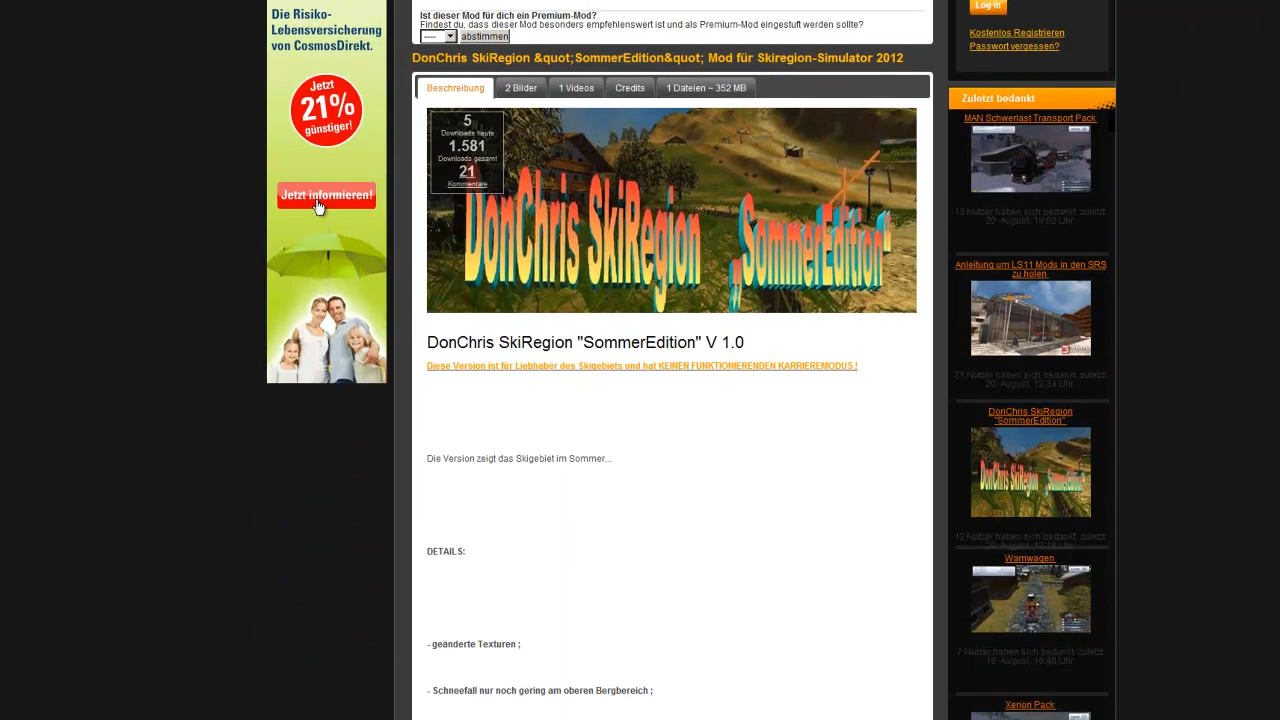 Die Risiko-
Lebensversicherung
von CosmosDirekt.
Jetzt
21%
günstiger!
Jetzt informieren!
Ist dieser Mod für dich ein Premium-Mod?
Findest du, dass dieser Mod besonders empfehlenswert ist und als Premium-Mod eingestuft werden sollte?
---- abstimmen
DonChris SkiRegion &quot;SommerEdition&quot; Mod für Skiregion-Simulator 2012
Beschreibung 2 Bilder 1 Videos Credits 1 Dateien ~ 352 MB
5
Downloads heute
1.581
Downloads gesamt
21
Kommentare
DonChris SkiRegion „SommerEdition"
DonChris SkiRegion "SommerEdition" V 1.0
Diese Version ist für Liebhaber des Skigebiets und hat KEINEN FUNKTIONIERENDEN KARRIEREMODUS !
Die Version zeigt das Skigebiet im Sommer...
DETAILS:
- geänderte Texturen ;
- Schneefall nur noch gering am oberen Bergbereich ;
Log in
Kostenlos Registrieren
Passwort vergessen?
Zuletzt bedankt
MAN Schwerlast Transport Pack
13 Nutzer haben sich bedankt zuletzt:
20. August, 19:02 Uhr
Anleitung um LS11 Mods in den SRS
zu holen
21 Nutzer haben sich bedankt zuletzt:
20. August, 12:34 Uhr
DonChris SkiRegion
"SommerEdition"
DonChris SkiRegion SommerEdition
12 Nutzer haben sich bedankt zuletzt:
Warnwagen
7 Nutzer haben sich bedankt zuletzt:
19. August, 16:48 Uhr
Xerion Pack